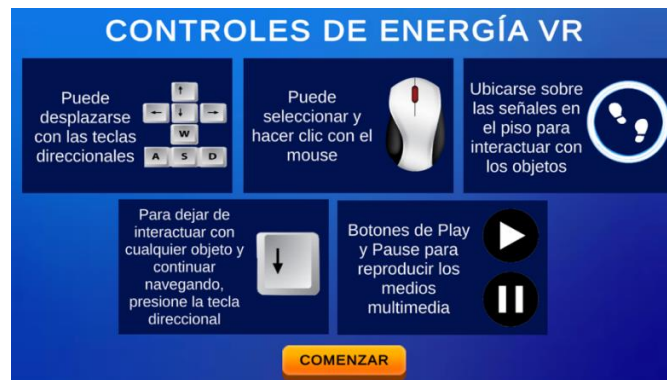 CONTROLES DE ENERGÍA VR
Puede
desplazarse
con las teclas
direccionales
W
A S D
Puede
seleccionar y
hacer clic con el
mouse
Ubicarse sobre
las señales en
el piso para
interactuar con
los objetos
Para dejar de
interactuar con
cualquier objeto y
continuar
navegando,
presione la tecla
direccional
Botones de Play
y Pause para
reproducir los
medios
multimedia
COMENZAR